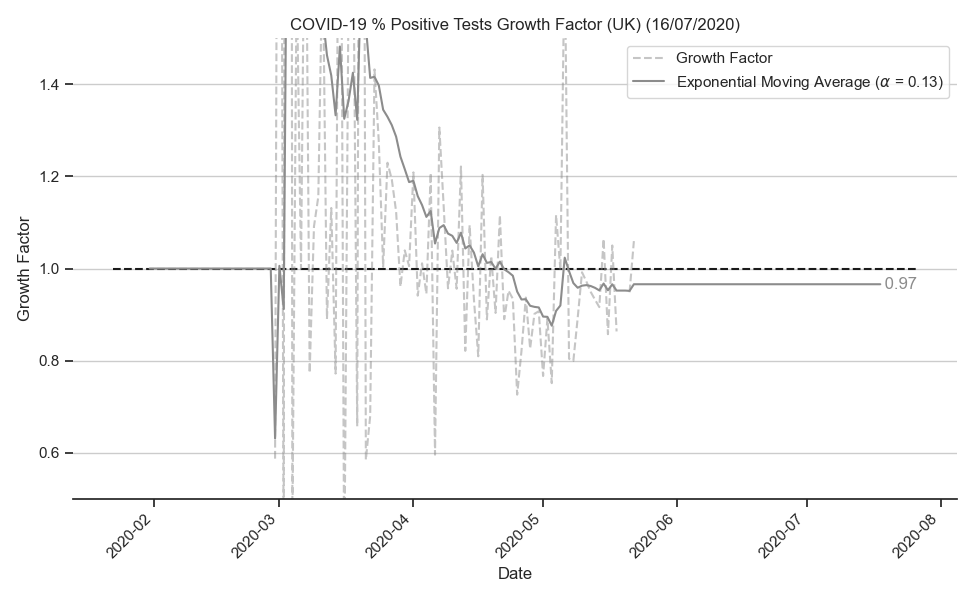 COVID-19 % Positive Tests Growth Factor (UK) (16/07/2020)
Growth Factor
Exponential Moving Average (α = 0.13)
Growth Factor
1.4
1.2
1.0
0.8
0.6
0.97
2020-02
2020-03
2020-04
2020-05
2020-06
2020-07
2020-08
Date